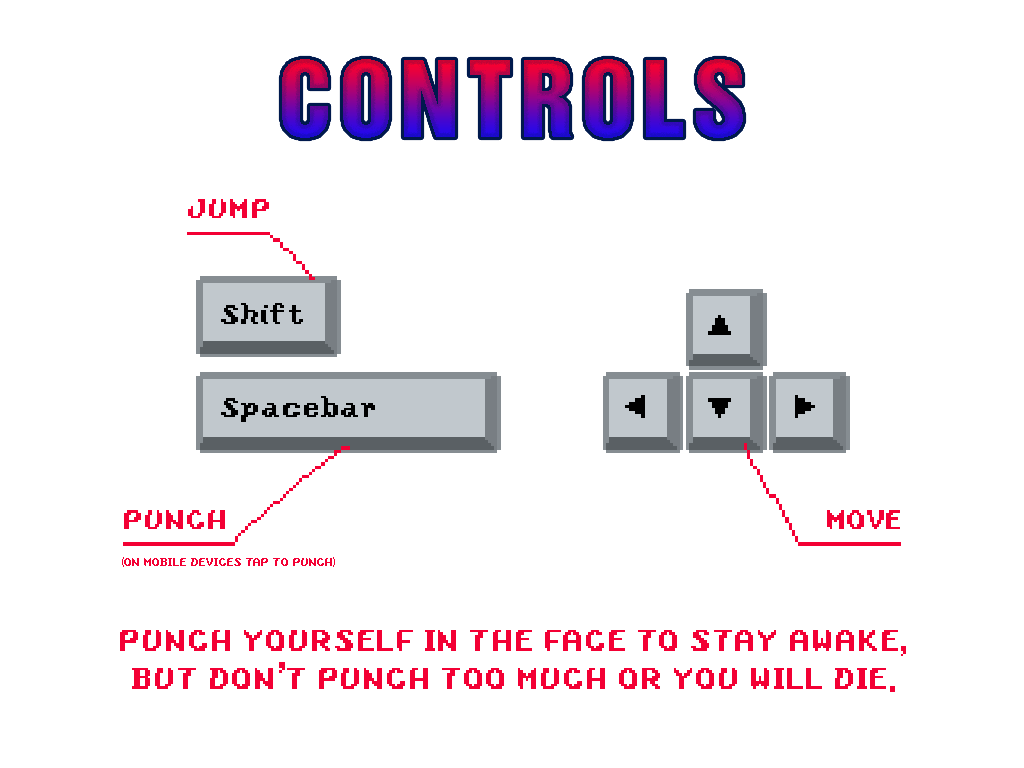 CONTROLS
JUMP
Shift
Spacebar
PUNCH
(ON MOBILE DEVICES TAP TO PUNCH)
MOVE
PUNCH YOURSELF IN THE FACE TO STAY AWAKE,
BUT DON'T PUNCH TOO MUCH OR YOU WILL DIE.